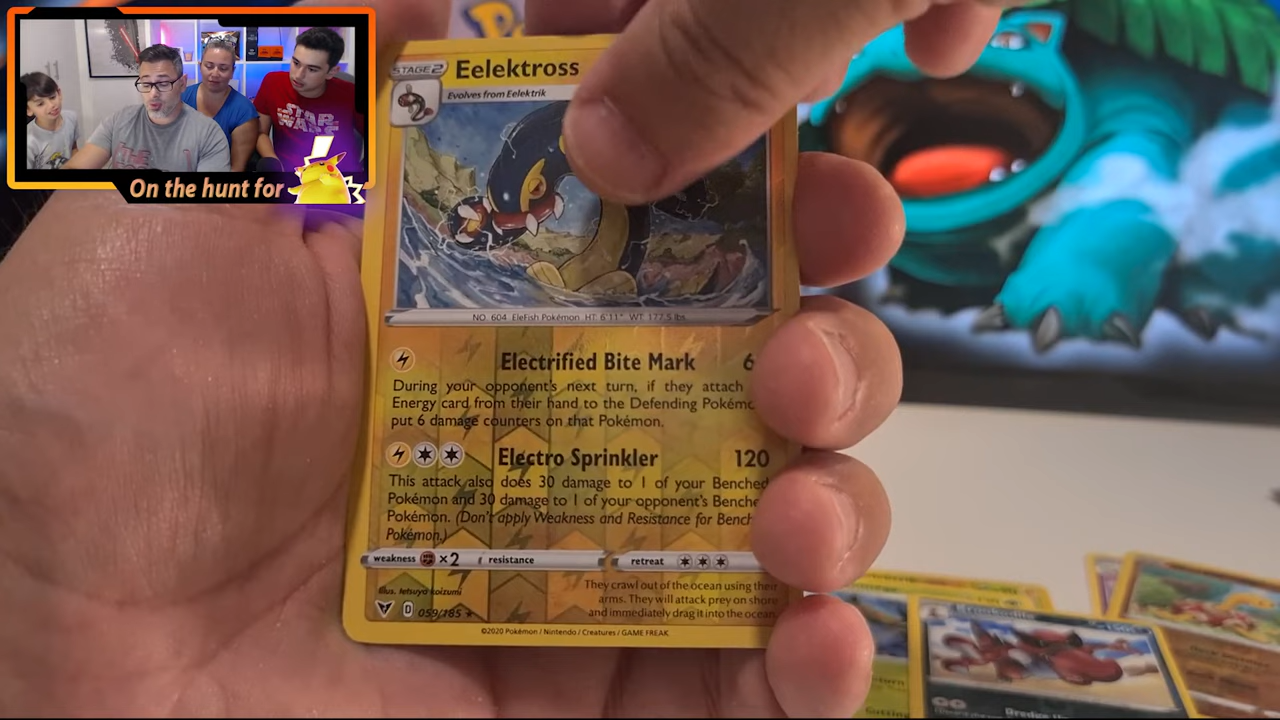 STAR
WARS
On the hunt for
STAGE 2
Eelektross
Evolves from Eelektrik
NO. 604 EleFish Pokémon HT: 6'11" WT: 177.5 lbs.
Electrified Bite Mark 6
During your opponent's next turn, if they attach
Energy card from their hand to the Defending Pokémo
put 6 damage counters on that Pokémon.
Electro Sprinkler 120
This attack also does 30 damage to 1 of your Benched
Pokémon and 30 damage to 1 of your opponent's Benche
Pokémon. (Don't apply Weakness and Resistance for Bench
Pokémon.)
weakness ×2 resistance retreat
Illus. tetsuya koizumi
D 059/185 ★
They crawl out of the ocean using their
arms. They will attack prey on shore
and immediately drag it into the ocean.
©2020 Pokémon / Nintendo / Creatures / GAME FREAK
Krookodile